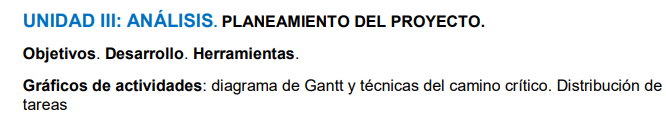 UNIDAD III: ANÁLISIS. PLANEAMIENTO DEL PROYECTO.
Objetivos. Desarrollo. Herramientas.
Gráficos de actividades: diagrama de Gantt y técnicas del camino crítico. Distribución de
tareas